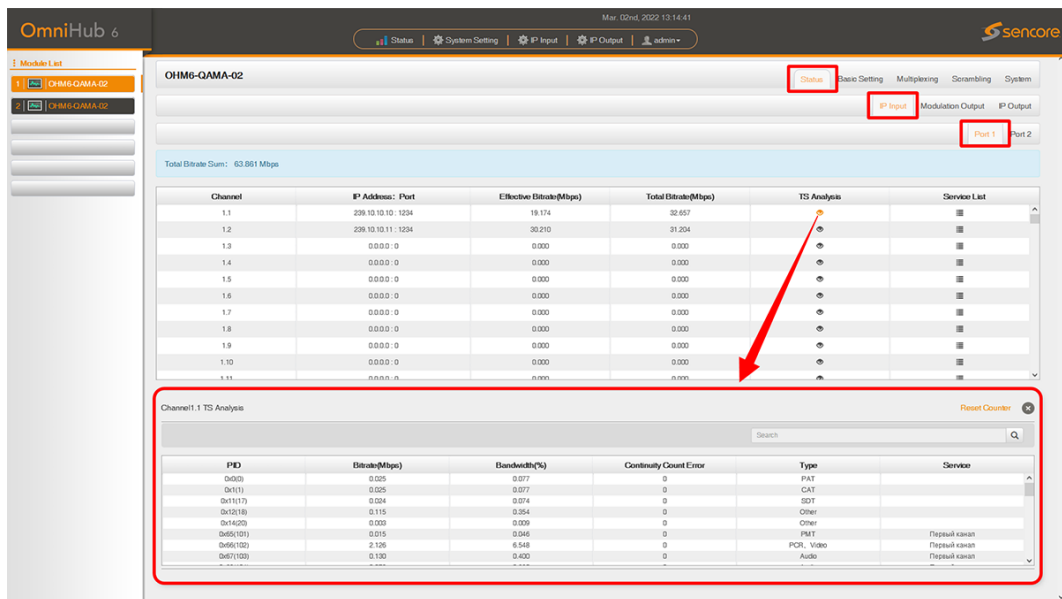 Mar. 02nd, 2022 13:14:41
OmniHub 6
Status | System Setting | IP Input | IP Output | admin
sencore
Module List
1 OHM6-QAMA-02
2 OHM6-QAMA-02
OHM6-QAMA-02
Status Basic Setting Multiplexing Scrambling System
IP Input Modulation Output IP Output
Port 1 Port 2
Total Bitrate Sum: 63.861 Mbps
Channel IP Address: Port Effective Bitrate(Mbps) Total Bitrate(Mbps) TS Analysis Service List
1.1 239.10.10.10 : 1234 19.174 32.657
1.2 239.10.10.11 : 1234 30.210 31.204
1.3 0.0.0.0 : 0 0.000 0.000
1.4 0.0.0.0 : 0 0.000 0.000
1.5 0.0.0.0 : 0 0.000 0.000
1.6 0.0.0.0 : 0 0.000 0.000
1.7 0.0.0.0 : 0 0.000 0.000
1.8 0.0.0.0 : 0 0.000 0.000
1.9 0.0.0.0 : 0 0.000 0.000
1.10 0.0.0.0 : 0 0.000 0.000
1.11 0.0.0.0 : 0 0.000 0.000
Channel1.1 TS Analysis Reset Counter
Search
PID Bitrate(Mbps) Bandwidth(%) Continuity Count Error Type Service
0x0(0) 0.025 0.077 0 PAT
0x1(1) 0.025 0.077 0 CAT
0x11(17) 0.024 0.074 0 SDT
0x12(18) 0.115 0.354 0 Other
0x14(20) 0.003 0.009 0 Other
0x65(101) 0.015 0.046 0 PMT Первый канал
0x66(102) 2.126 6.548 0 PCR, Video Первый канал
0x67(103) 0.130 0.400 0 Audio Первый канал